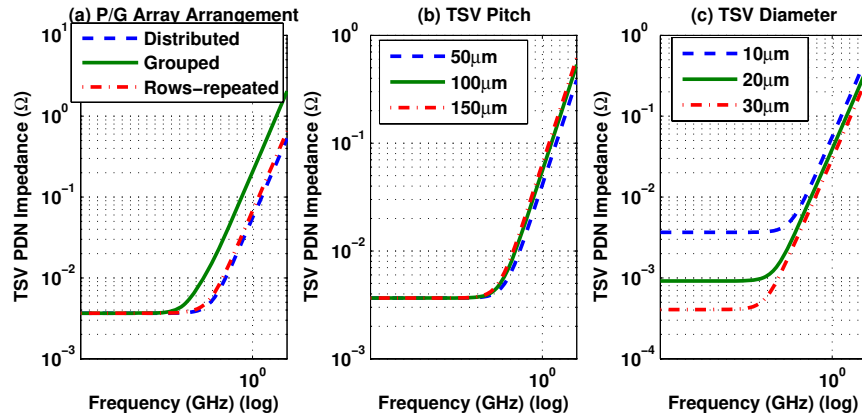 (a) P/G Array Arrangement
Distributed
Grouped
Rows-repeated
10^1
10^0
10^-1
10^-2
10^-3
TSV PDN Impedance (Ω)
10^0
Frequency (GHz) (log)
(b) TSV Pitch
50μm
100μm
150μm
10^0
10^-1
10^-2
10^-3
TSV PDN Impedance (Ω)
10^0
Frequency (GHz) (log)
(c) TSV Diameter
10μm
20μm
30μm
10^0
10^-1
10^-2
10^-3
10^-4
TSV PDN Impedance (Ω)
10^0
Frequency (GHz) (log)